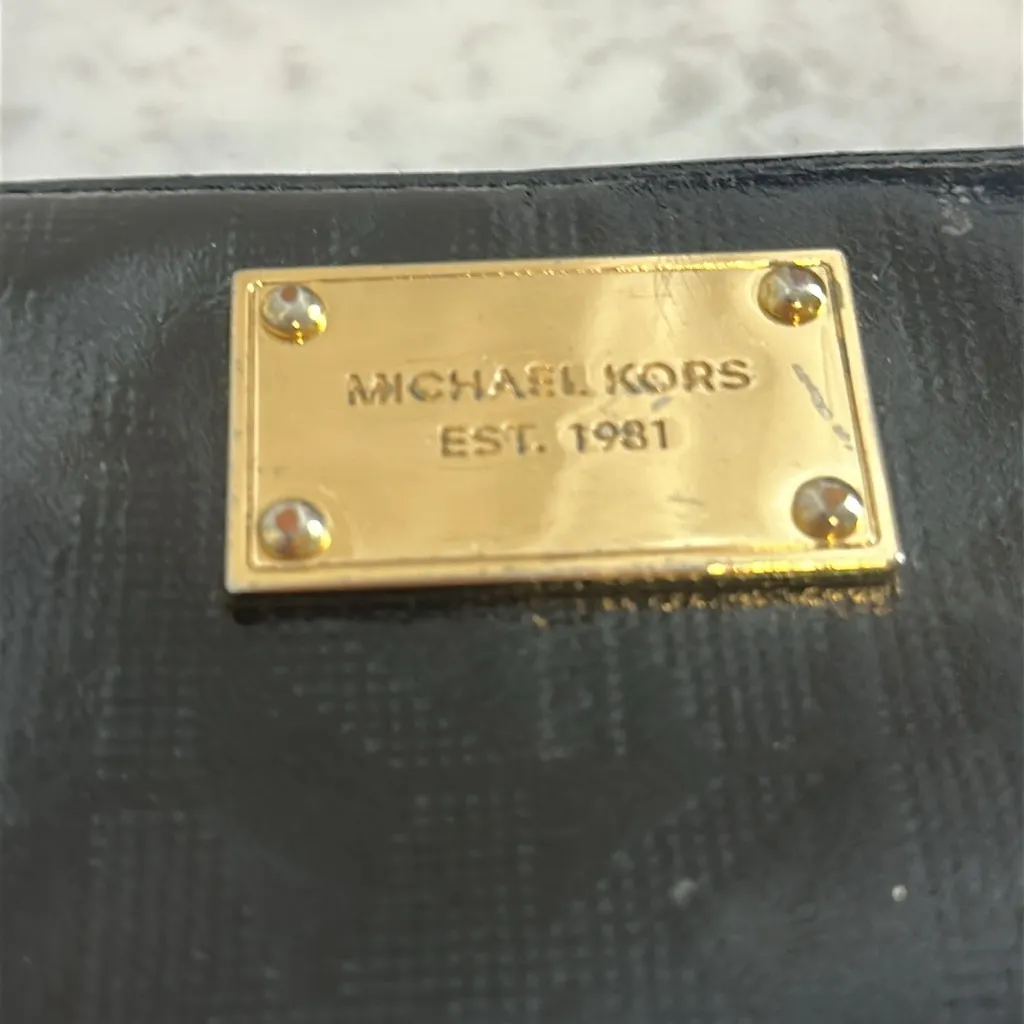 MICHAEL KORS
EST. 1981